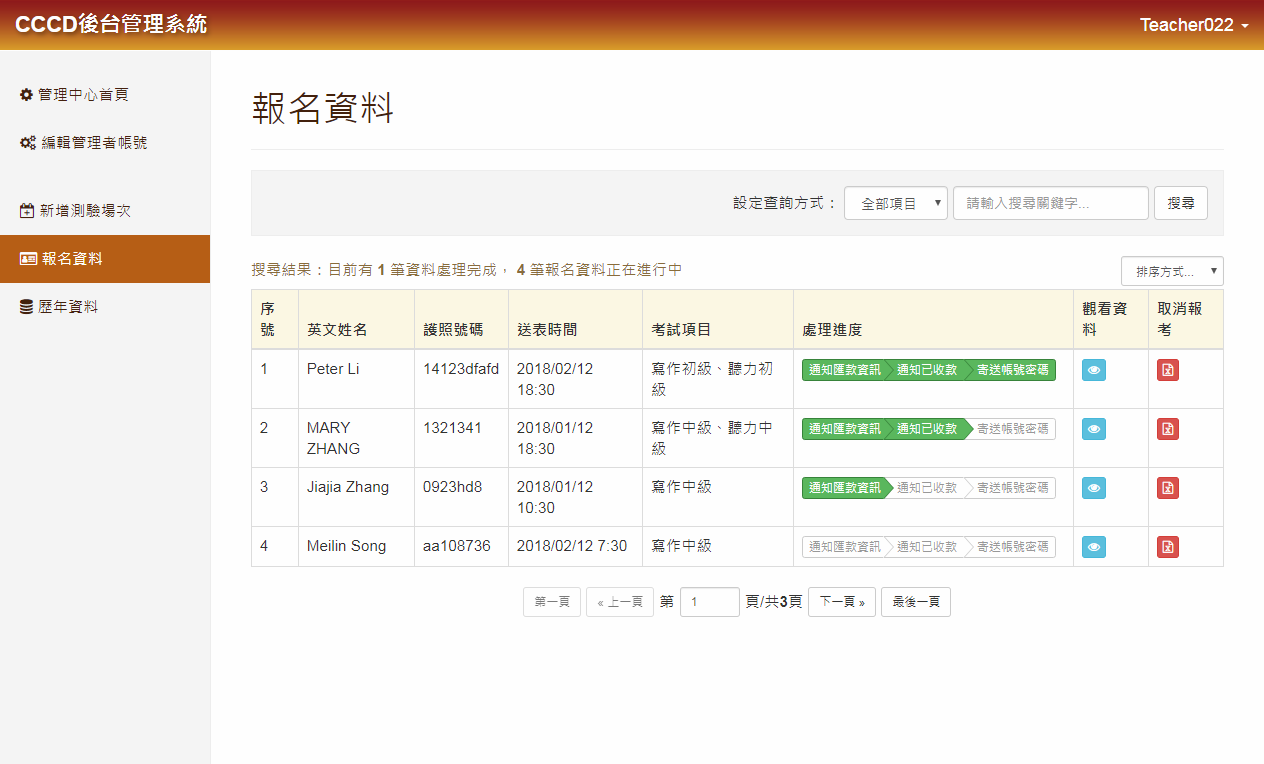 CCCD後台管理系統
Teacher022
管理中心首頁
編輯管理者帳號
新增測驗場次
報名資料
歷年資料
報名資料
設定查詢方式： 全部項目 請輸入搜尋關鍵字... 搜尋
搜尋結果：目前有 1 筆資料處理完成， 4 筆報名資料正在進行中
排序方式...
序號 英文姓名 護照號碼 送表時間 考試項目 處理進度 觀看資料 取消報考
1 Peter Li 14123dfafd 2018/02/12 18:30 寫作初級、聽力初級 通知匯款資訊 通知已收款 寄送帳號密碼
2 MARY ZHANG 1321341 2018/01/12 18:30 寫作中級、聽力中級 通知匯款資訊 通知已收款 寄送帳號密碼
3 Jiajia Zhang 0923hd8 2018/01/12 10:30 寫作中級 通知匯款資訊 通知已收款 寄送帳號密碼
4 Meilin Song aa108736 2018/02/12 7:30 寫作中級 通知匯款資訊 通知已收款 寄送帳號密碼
第一頁 « 上一頁 第 1 頁/共3頁 下一頁 » 最後一頁